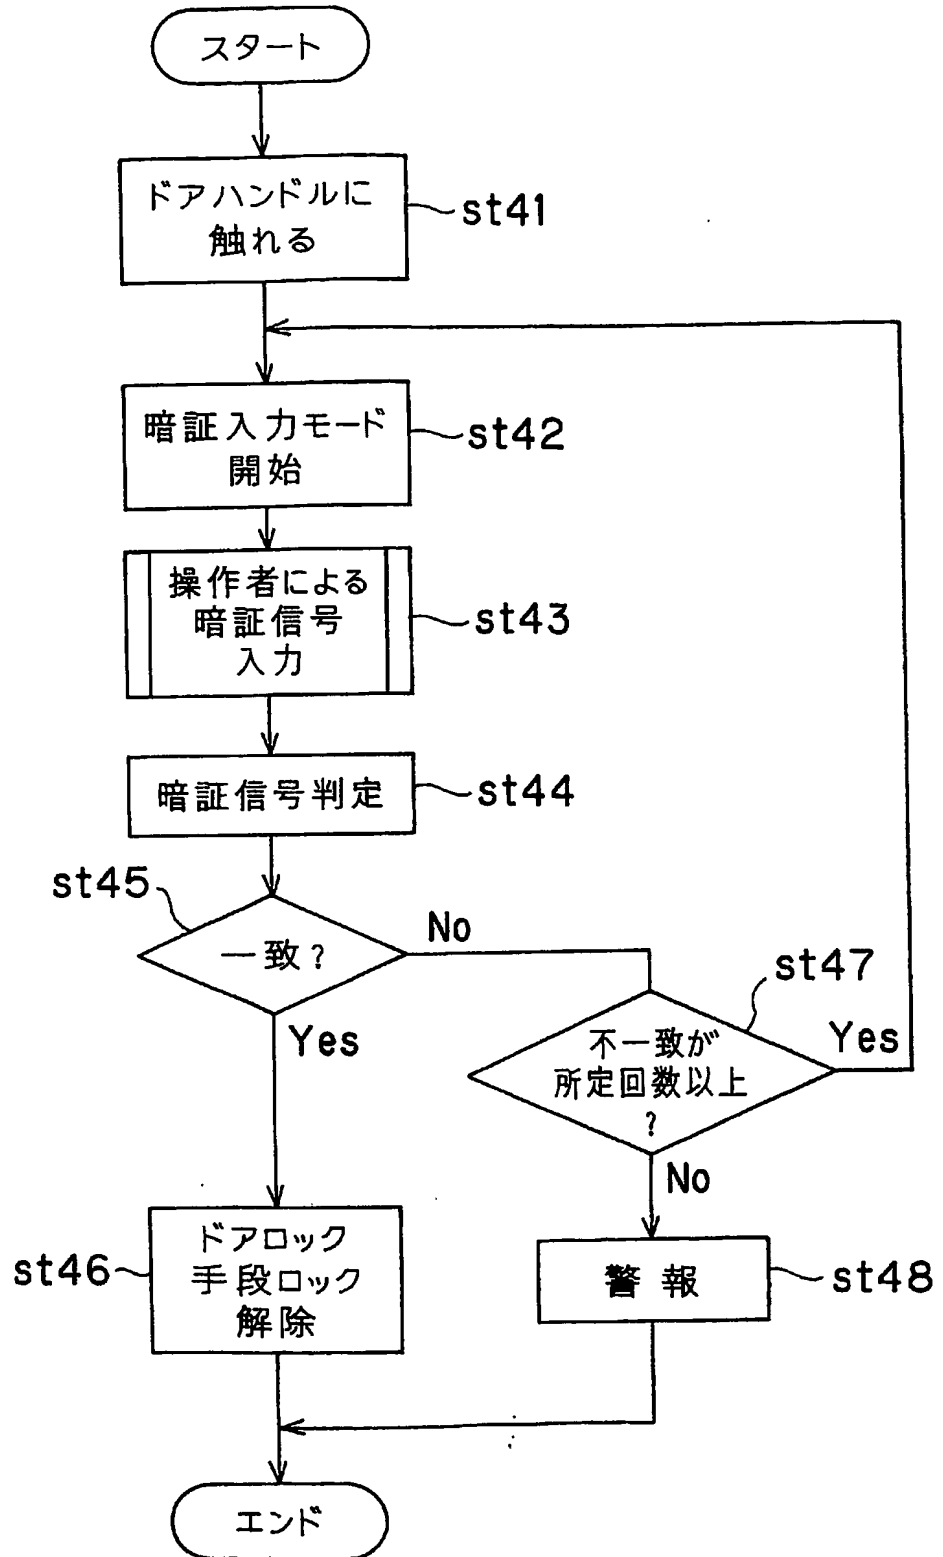 スタート
ドアハンドルに
触れる
st41
暗証入力モード
開始
st42
操作者による
暗証信号
入力
st43
暗証信号判定
st44
st45
一致?
No
Yes
st47
不一致が
所定回数以上
?
Yes
No
ドアロック
手段ロック
解除
st46
警報
st48
エンド